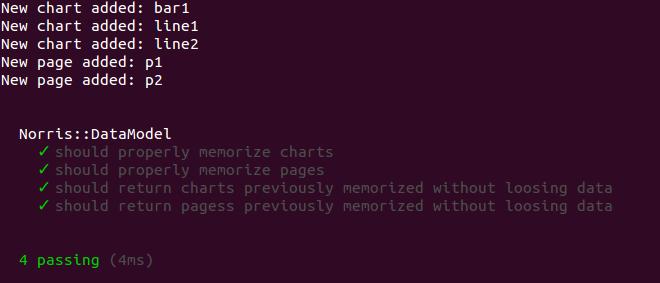 New chart added: bar1
New chart added: line1
New chart added: line2
New page added: p1
New page added: p2
Norris::DataModel
✓ should properly memorize charts
✓ should properly memorize pages
✓ should return charts previously memorized without loosing data
✓ should return pagess previously memorized without loosing data
4 passing (4ms)